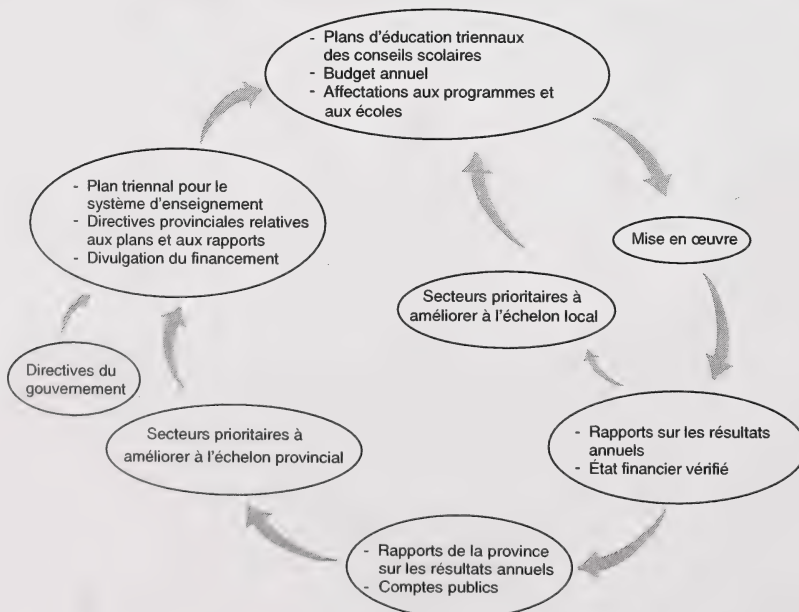 - Plans d'éducation triennaux
des conseils scolaires
- Budget annuel
- Affectations aux programmes et
aux écoles
- Plan triennal pour le
système d'enseignement
- Directives provinciales relatives
aux plans et aux rapports
- Divulgation du financement
Mise en œuvre
Secteurs prioritaires à
améliorer à l'échelon local
Directives du
gouvernement
Secteurs prioritaires à
améliorer à l'échelon provincial
- Rapports sur les résultats
annuels
- État financier vérifié
- Rapports de la province
sur les résultats annuels
- Comptes publics